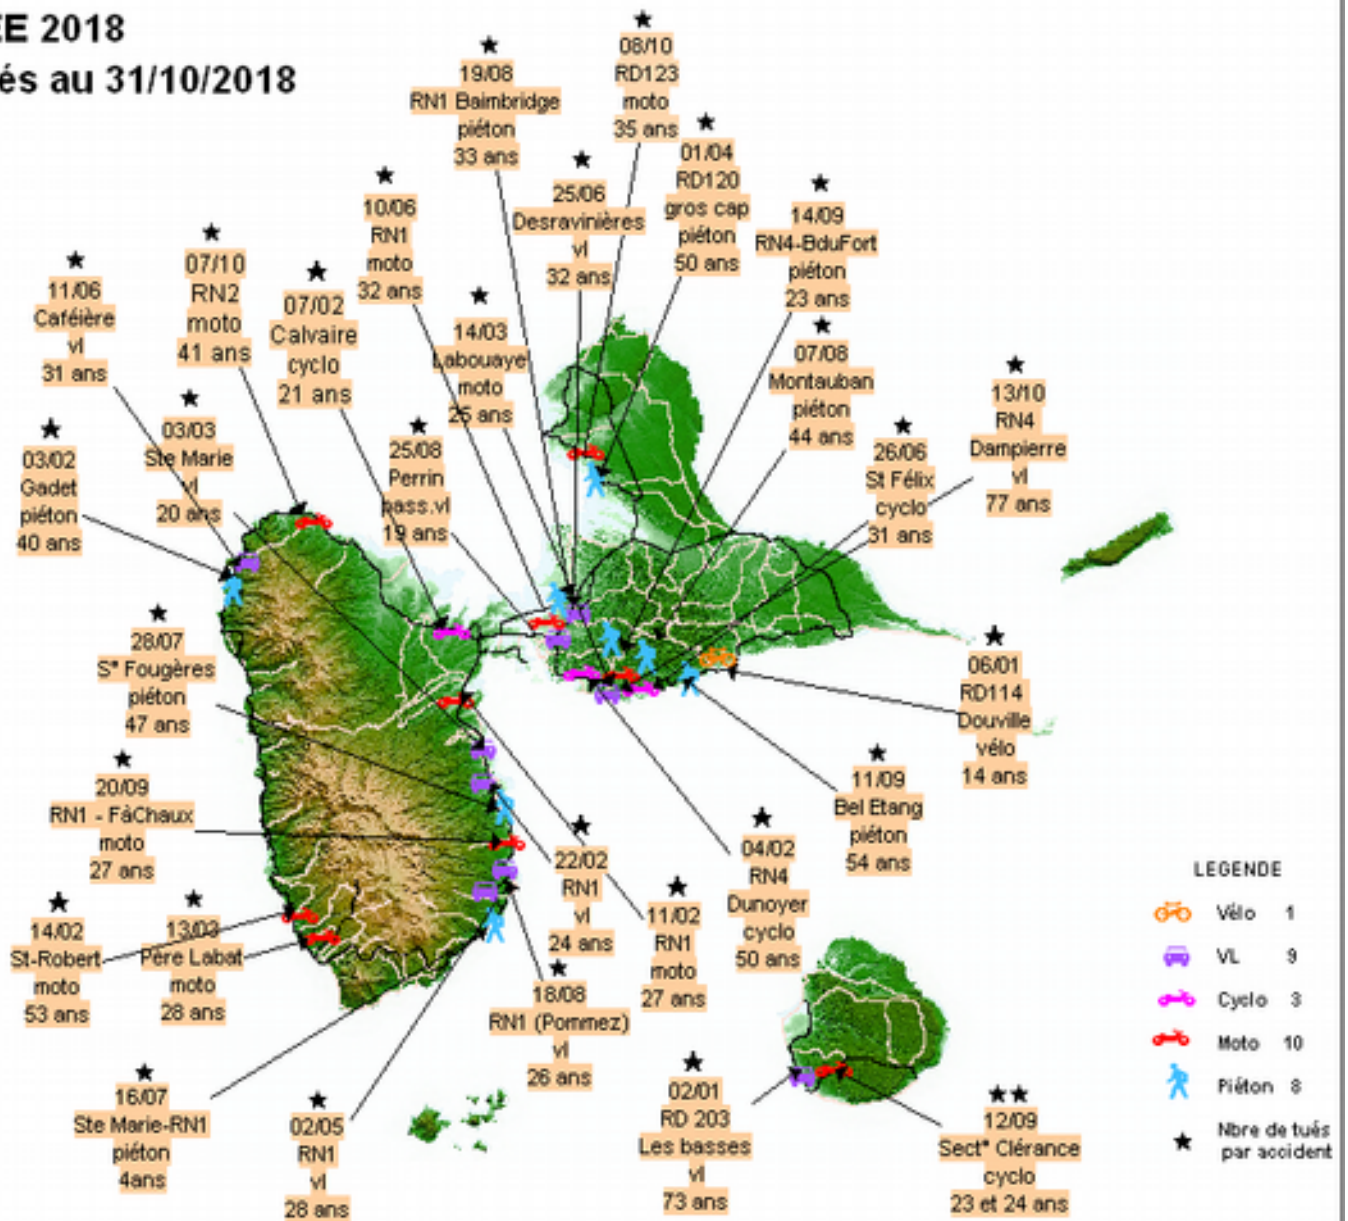 EE 2018
és au 31/10/2018
08/10
RD123
moto
35 ans
19/08
RN1 Baimbridge
piéton
33 ans
01/04
RD120
gros cap
piéton
50 ans
25/06
Desravinières
vl
32 ans
10/06
RN1
moto
32 ans
14/09
RN4-BduFort
piéton
23 ans
07/10
RN2
moto
41 ans
11/06
Caféière
vl
31 ans
07/02
Calvaire
cyclo
21 ans
14/03
Labouaye
moto
25 ans
07/08
Montauban
piéton
44 ans
13/10
RN4
Dampierre
vl
77 ans
03/03
Ste Marie
vl
20 ans
25/08
Perrin
pass.vl
19 ans
26/06
St Félix
cyclo
31 ans
03/02
Gadet
piéton
40 ans
28/07
S* Fougères
piéton
47 ans
06/01
RD114
Douville
vélo
14 ans
20/09
RN1 - FàChaux
moto
27 ans
11/09
Bel Etang
piéton
54 ans
22/02
RN1
vl
24 ans
04/02
RN4
Dunoyer
cyclo
50 ans
11/02
RN1
moto
27 ans
14/02
St-Robert
moto
53 ans
13/03
Père Labat
moto
28 ans
18/08
RN1 (Pommez)
vl
26 ans
16/07
Ste Marie-RN1
piéton
4ans
02/05
RN1
vl
28 ans
02/01
RD 203
Les basses
vl
73 ans
12/09
Sect* Clérance
cyclo
23 et 24 ans
LEGENDE
Vélo 1
VL 9
Cyclo 3
Moto 10
Piéton 8
Nbre de tués
par accident